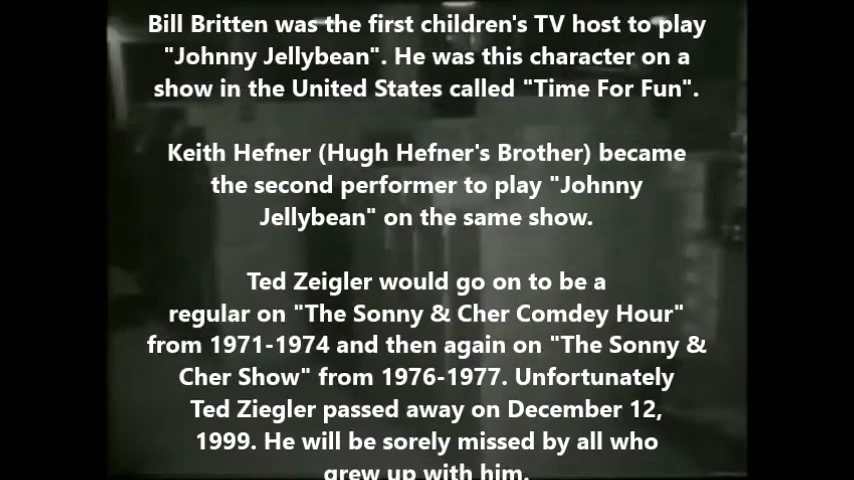 Bill Britten was the first children's TV host to play
"Johnny Jellybean". He was this character on a
show in the United States called "Time For Fun".
Keith Hefner (Hugh Hefner's Brother) became
the second performer to play "Johnny
Jellybean" on the same show.
Ted Zeigler would go on to be a
regular on "The Sonny & Cher Comdey Hour"
from 1971-1974 and then again on "The Sonny &
Cher Show" from 1976-1977. Unfortunately
Ted Ziegler passed away on December 12,
1999. He will be sorely missed by all who
grew up with him.